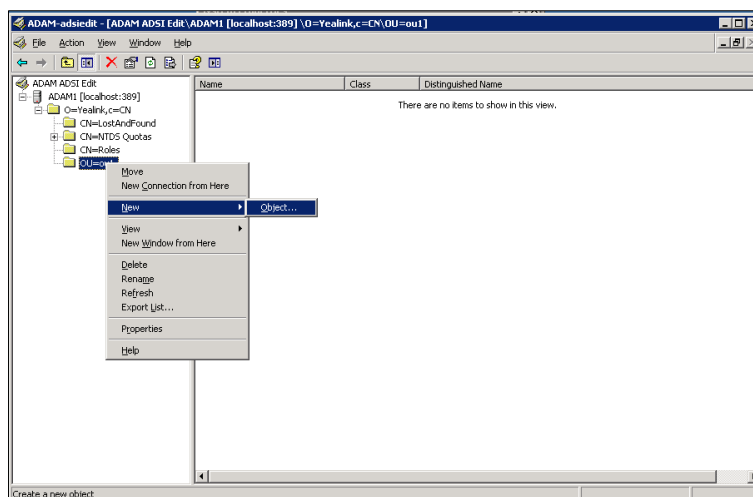 ADAM-adsiedit - [ADAM ADSI Edit\ADAM1 [localhost:389]\O=Yealink,c=CN\OU=ou1]
File Action View Window Help
ADAM ADSI Edit
ADAM1 [localhost:389]
O=Yealink,c=CN
CN=LostAndFound
CN=NTDS Quotas
CN=Roles
OU=ou1
Name Class Distinguished Name
There are no items to show in this view.
Move
New Connection from Here
New
Object...
View
New Window from Here
Delete
Rename
Refresh
Export List...
Properties
Help
Create a new object